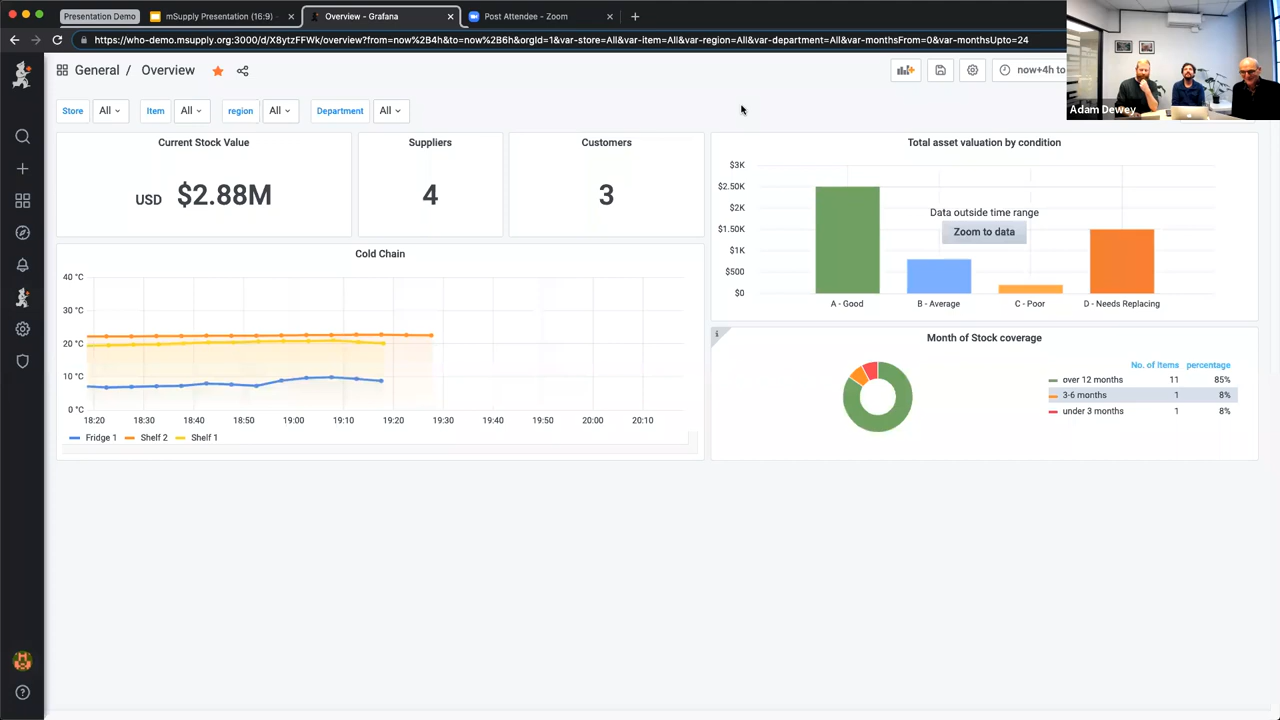 Presentation Demo
mSupply Presentation (16:9)
Overview - Grafana
Post Attendee - Zoom
https://who-demo.msupply.org:3000/d/X8ytzFFWk/overview?from=now%2B4h&to=now%2B6h&orgId=1&var-store=All&var-item=All&var-region=All&var-department=All&var-monthsFrom=0&var-monthsUpto=24
General / Overview
now+4h to
Adam Dewey
Store All
Item All
region All
Department All
Current Stock Value
USD $2.88M
Suppliers
4
Customers
3
Total asset valuation by condition
$3K
$2.50K
$2K
$1.50K
$1K
$500
$0
Data outside time range
Zoom to data
A - Good B - Average C - Poor D - Needs Replacing
Cold Chain
40 °C
30 °C
20 °C
10 °C
0 °C
18:20 18:30 18:40 18:50 19:00 19:10 19:20 19:30 19:40 19:50 20:00 20:10
Fridge 1 Shelf 2 Shelf 1
i
Month of Stock coverage
No. of Items percentage
over 12 months 11 85%
3-6 months 1 8%
under 3 months 1 8%